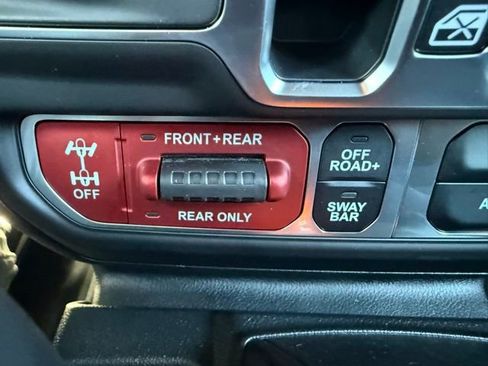 FRONT+REAR
OFF
REAR ONLY
OFF
ROAD+
SWAY
BAR